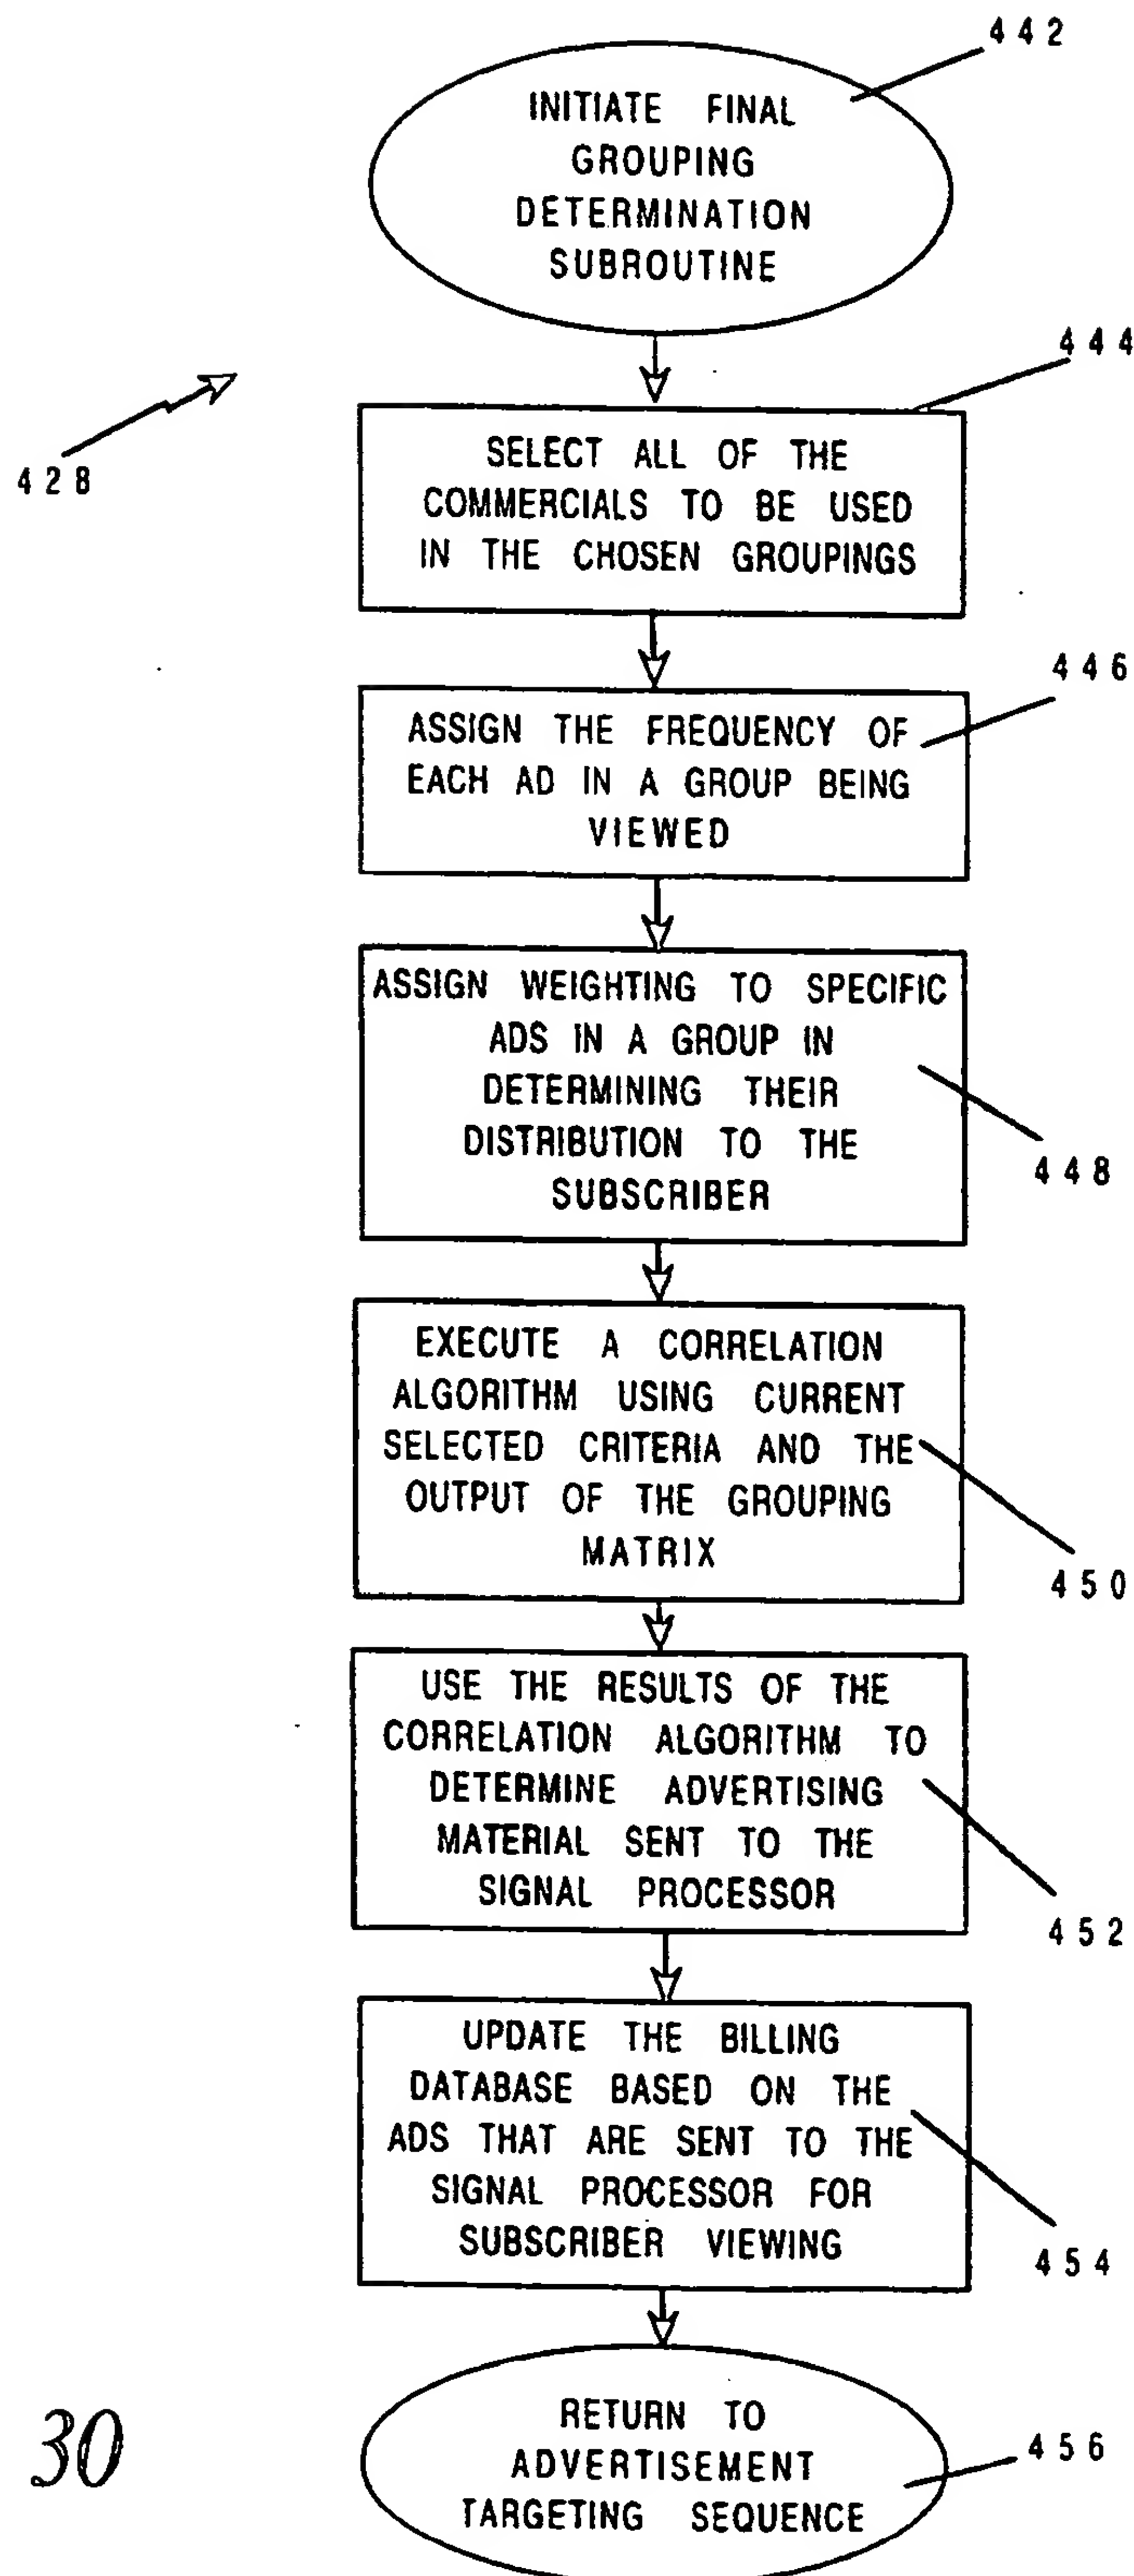 442
INITIATE FINAL
GROUPING
DETERMINATION
SUBROUTINE
444
428
SELECT ALL OF THE
COMMERCIALS TO BE USED
IN THE CHOSEN GROUPINGS
446
ASSIGN THE FREQUENCY OF
EACH AD IN A GROUP BEING
VIEWED
ASSIGN WEIGHTING TO SPECIFIC
ADS IN A GROUP IN
DETERMINING THEIR
DISTRIBUTION TO THE
SUBSCRIBER
448
EXECUTE A CORRELATION
ALGORITHM USING CURRENT
SELECTED CRITERIA AND THE
OUTPUT OF THE GROUPING
MATRIX
450
USE THE RESULTS OF THE
CORRELATION ALGORITHM TO
DETERMINE ADVERTISING
MATERIAL SENT TO THE
SIGNAL PROCESSOR
452
UPDATE THE BILLING
DATABASE BASED ON THE
ADS THAT ARE SENT TO THE
SIGNAL PROCESSOR FOR
SUBSCRIBER VIEWING
454
RETURN TO
ADVERTISEMENT
TARGETING SEQUENCE
456
30